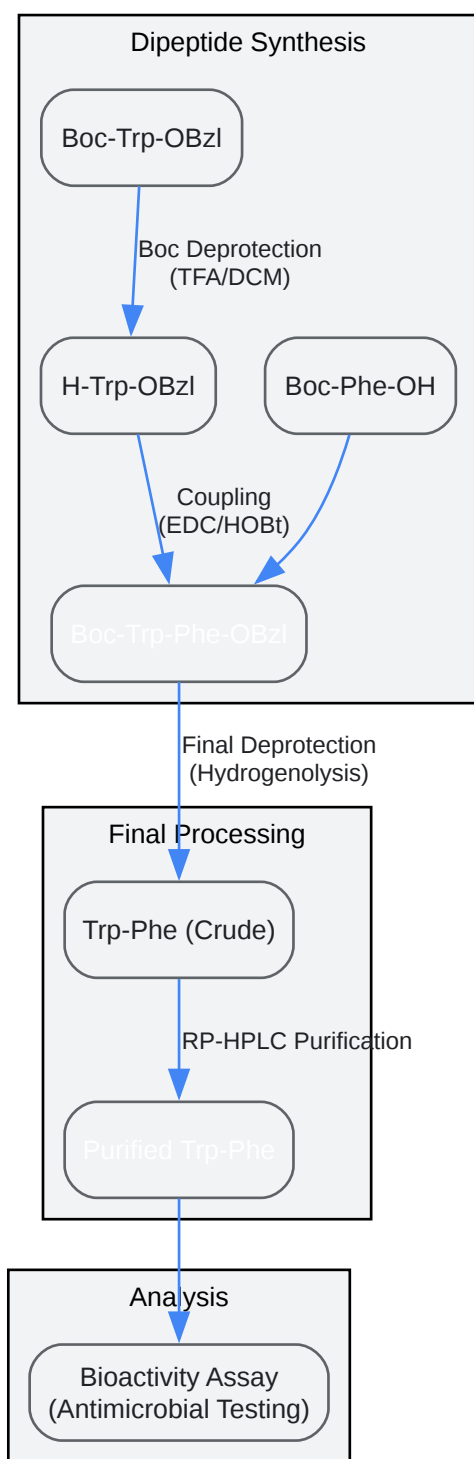 Dipeptide Synthesis
Boc-Trp-OBzl
Boc Deprotection
(TFA/DCM)
H-Trp-OBzl
Boc-Phe-OH
Coupling
(EDC/HOBt)
Boc-Trp-Phe-OBzl
Final Deprotection
(Hydrogenolysis)
Final Processing
Trp-Phe (Crude)
RP-HPLC Purification
Purified Trp-Phe
Analysis
Bioactivity Assay
(Antimicrobial Testing)